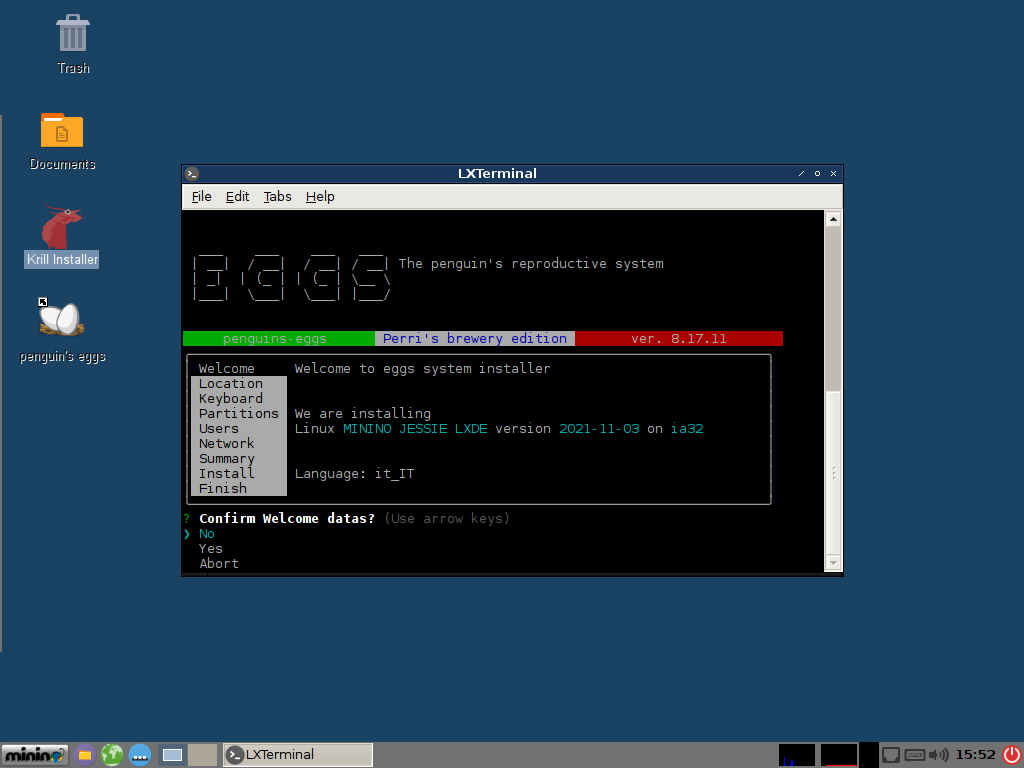 Trash
Documents
Krill Installer
penguin's eggs
LXTerminal
File Edit Tabs Help
EGGS The penguin's reproductive system
penguins-eggs Perri's brewery edition ver. 8.17.11
Welcome Welcome to eggs system installer
Location
Keyboard
Partitions We are installing
Users Linux MININO JESSIE LXDE version 2021-11-03 on ia32
Network
Summary
Install Language: it_IT
Finish
? Confirm Welcome datas? (Use arrow keys)
❯ No
Yes
Abort
minino LXTerminal 15:52